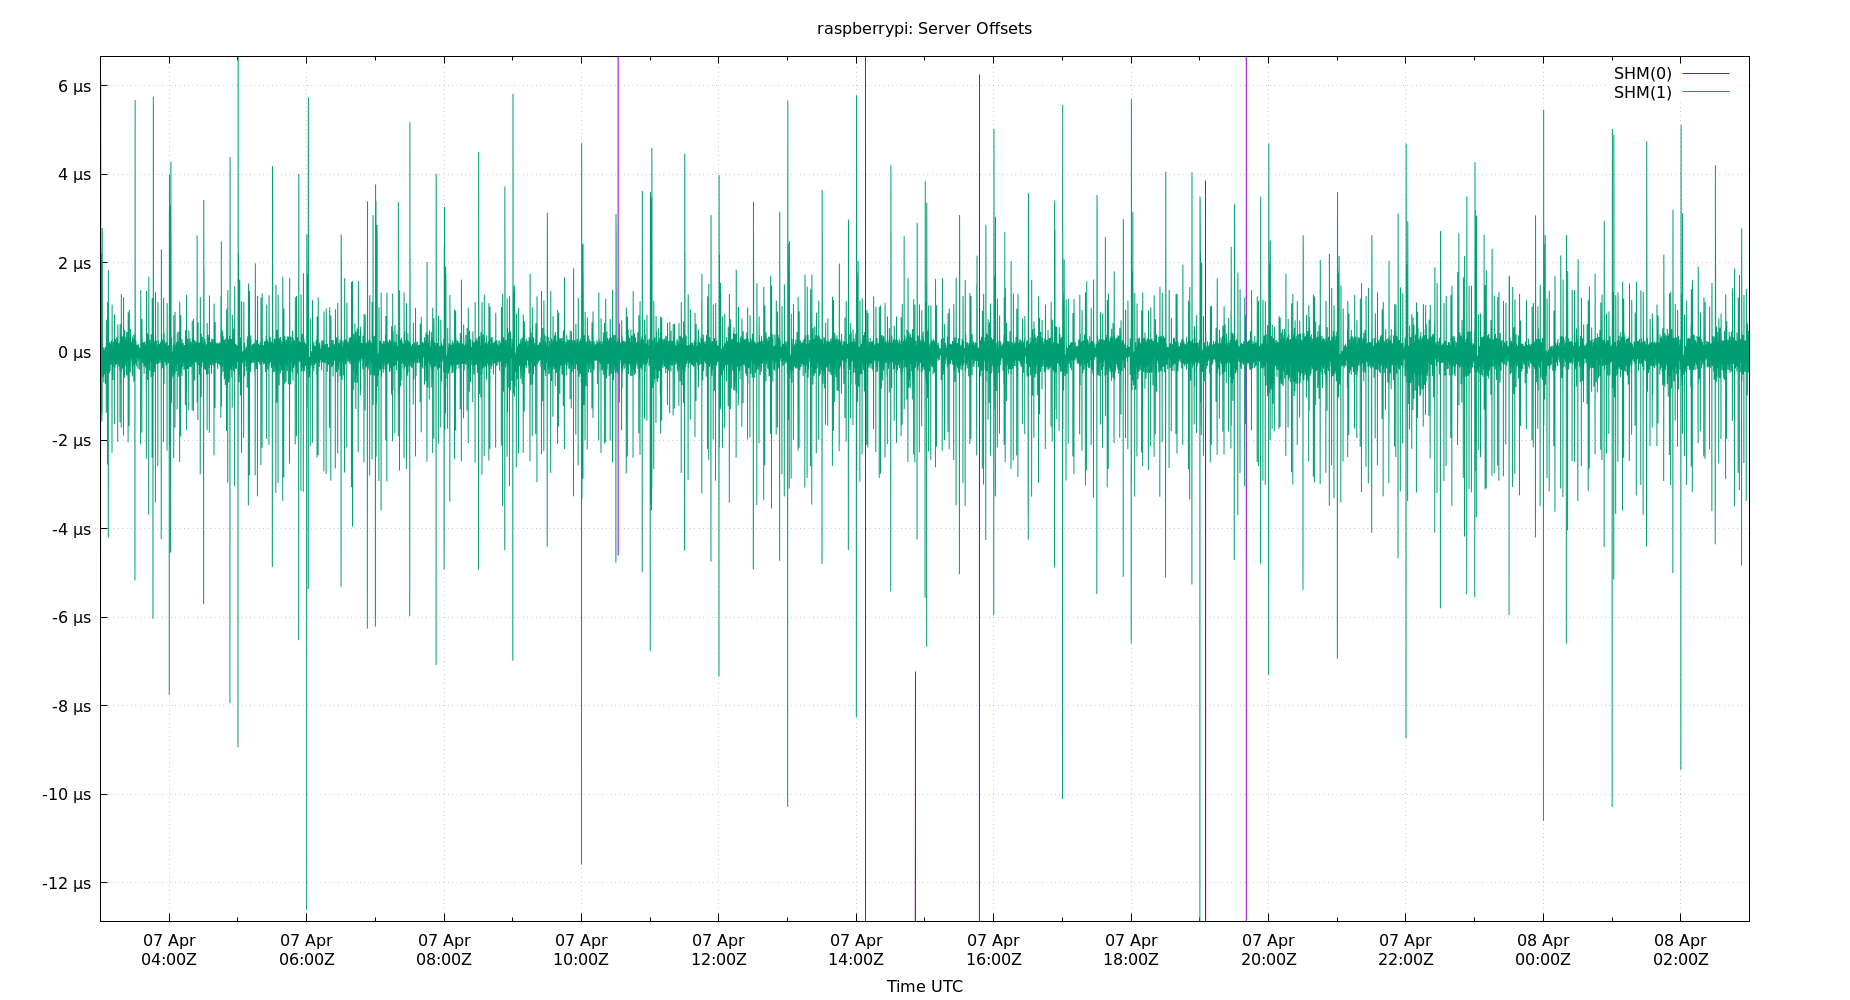 raspberrypi: Server Offsets
SHM(0)
SHM(1)
6 µs
4 µs
2 µs
0 µs
-2 µs
-4 µs
-6 µs
-8 µs
-10 µs
-12 µs
07 Apr 07 Apr 07 Apr 07 Apr 07 Apr 07 Apr 07 Apr 07 Apr 07 Apr 07 Apr 08 Apr 08 Apr
04:00Z 06:00Z 08:00Z 10:00Z 12:00Z 14:00Z 16:00Z 18:00Z 20:00Z 22:00Z 00:00Z 02:00Z
Time UTC